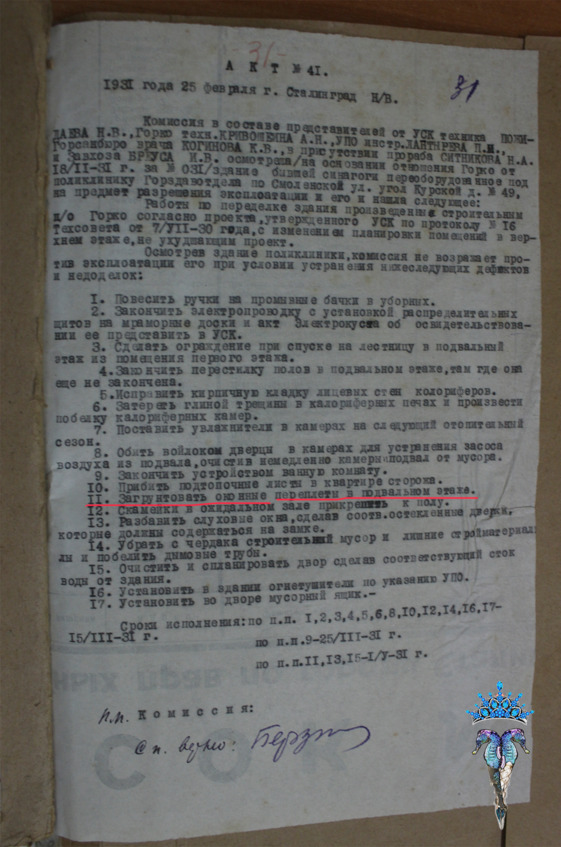 -31-
А К Т № 41.
31
1931 года 25 февраля г. Сталинград Н/В.
Комиссия в составе представителей от УСК техника ПОЖИ-
ДАЕВА Н.В., Горко техн.КРИВОШЕИНА А.Н., УПО инстр.ЛАПТЫРЕВА П.И.,
Горсанбюро врача КОГИНОВА К.В., в присутствии прораба СИТНИКОВА Н.А.
и Завхоза БРЕУСА И.В. осмотрела/на основании отношения Горко от
18/II-31 г. за № 031/здание бывшей синагоги переоборудованное под
поликлинику Горздравотдела по Смоленской ул. угол Курской д. № 49,
на предмет разрешения эксплоатации и его и нашла следующее:
Работы по переделке здания произведены строительным
п/о Горко согласно проекта,утвержденного УСК по протоколу № 16
Техсовета от 7/УII-30 года,с изменением планировки помещений в вер-
хнем этаже,не ухудшающим проект.
Осмотрев здание поликлиники,комиссия не возражает про-
тив эксплоатации его при условии устранения нижеследующих дефектов
и недоделок:
1. Повесить ручки на промывные бачки в уборных.
2. Закончить электропроводку с установкой распределительных
щитов на мраморные доски и акт Электрокуста об освидетельствова-
нии ее представить в УСК.
3. Сделать ограждение при спуске на лестницу в подвальный
этаж из помещения первого этажа.
4.Закончить перестилку полов в подвальном этаже,там где она
еще не закончена.
5.Исправить кирпичную кладку лицевых стен колориферов.
6. Затереть глиной трещины в калориферных печах и произвести
побелку калориферных камер.
7. Поставить увлажнители в камерах на следующий отопительный
сезон.
8. Обить войлоком дверцы в камерах для устранения засоса
воздуха из подвала,очистив немедленно камеры и подвал от мусора.
9. Закончить устройством ванную комнату.
10. Прибить подтопочные листы в квартире сторожа.
11. Загрунтовать оконные переплеты в подвальном этаже.
12. Скамейки в ожидальном зале прикрепить к полу.
13. Разбавить слуховые окна,сделав соотв.остекленные дверки,
которые должны содержаться на замке.
14. Убрать с чердака строительный мусор и лишние стройматериал-
лы и побелить дымовые трубы.
15. Очистить и спланировать двор сделав соответствующий сток
воды от здания.
16. Установить в здании огнетушители по указанию УПО.
17. Установить во дворе мусорный ящик.-
Сроки исполнения:по п.п. 1,2,3,4,5,6,8,10,12,14,16,17-
15/III-31 г.
по п.п.9-25/III-31 г.
по п.п.11,13,15-1/У-31 г.
п.п. К о м и с с и я :
С п. верно: Берз